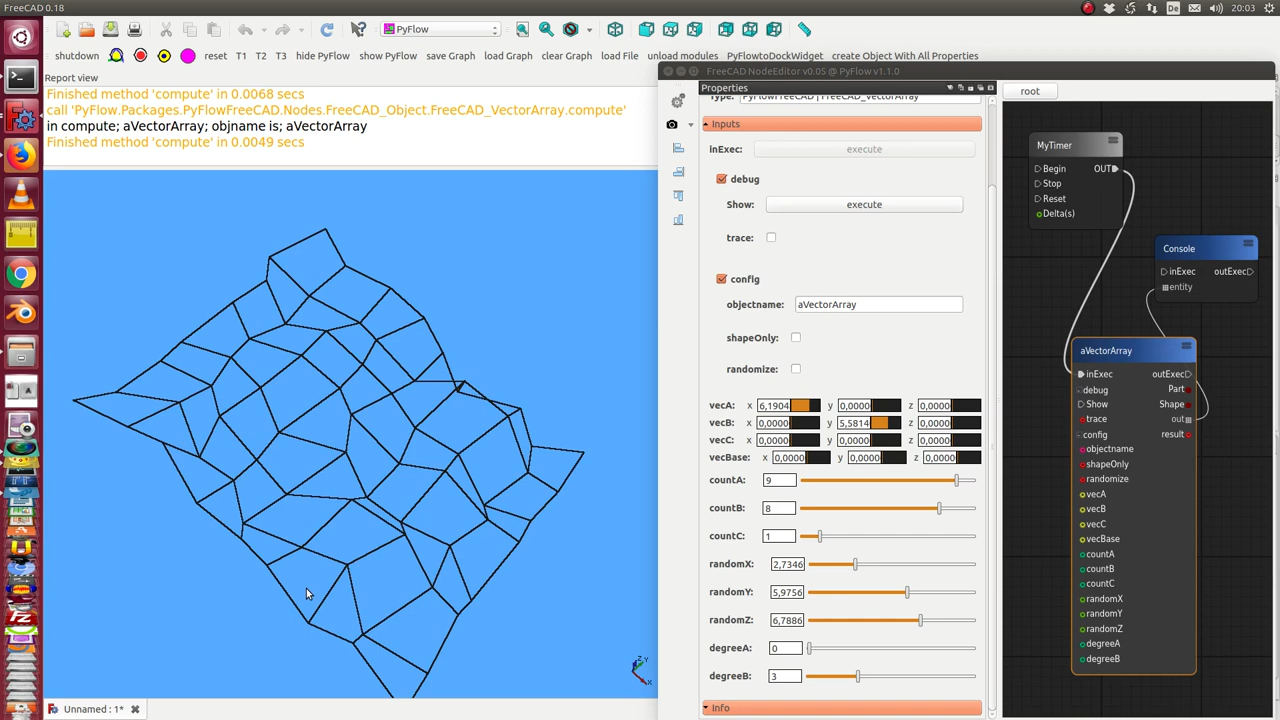 FreeCAD 0.18
De
20:03
PyFlow
shutdown
reset
T1
T2
T3
hide PyFlow
show PyFlow
save Graph
load Graph
clear Graph
load File
unload modules
PyFlowtoDockWidget
create Object With All Properties
Report view
Finished method 'compute' in 0.0068 secs
call 'PyFlow.Packages.PyFlowFreeCAD.Nodes.FreeCAD_Object.FreeCAD_VectorArray.compute'
in compute; aVectorArray; objname is; aVectorArray
Finished method 'compute' in 0.0049 secs
FreeCAD NodeEditor v0.05 @ PyFlow v1.1.0
Properties
Type: PyFlowFreeCAD | FreeCAD_VectorArray
Inputs
inExec: execute
debug
Show: execute
trace:
config
objectname: aVectorArray
shapeOnly:
randomize:
vecA: x 6,1904 y 0,0000 z 0,0000
vecB: x 0,0000 y 5,5814 z 0,0000
vecC: x 0,0000 y 0,0000 z 0,0000
vecBase: x 0,0000 y 0,0000 z 0,0000
countA: 9
countB: 8
countC: 1
randomX: 2,7346
randomY: 5,9756
randomZ: 6,7886
degreeA: 0
degreeB: 3
Info
root
MyTimer
Begin OUT
Stop
Reset
Delta(s)
Console
inExec outExec
entity
aVectorArray
inExec outExec
debug Part
Show Shape
trace out
config result
objectname
shapeOnly
randomize
vecA
vecB
vecC
vecBase
countA
countB
countC
randomX
randomY
randomZ
degreeA
degreeB
Z Y
X
Unnamed : 1*